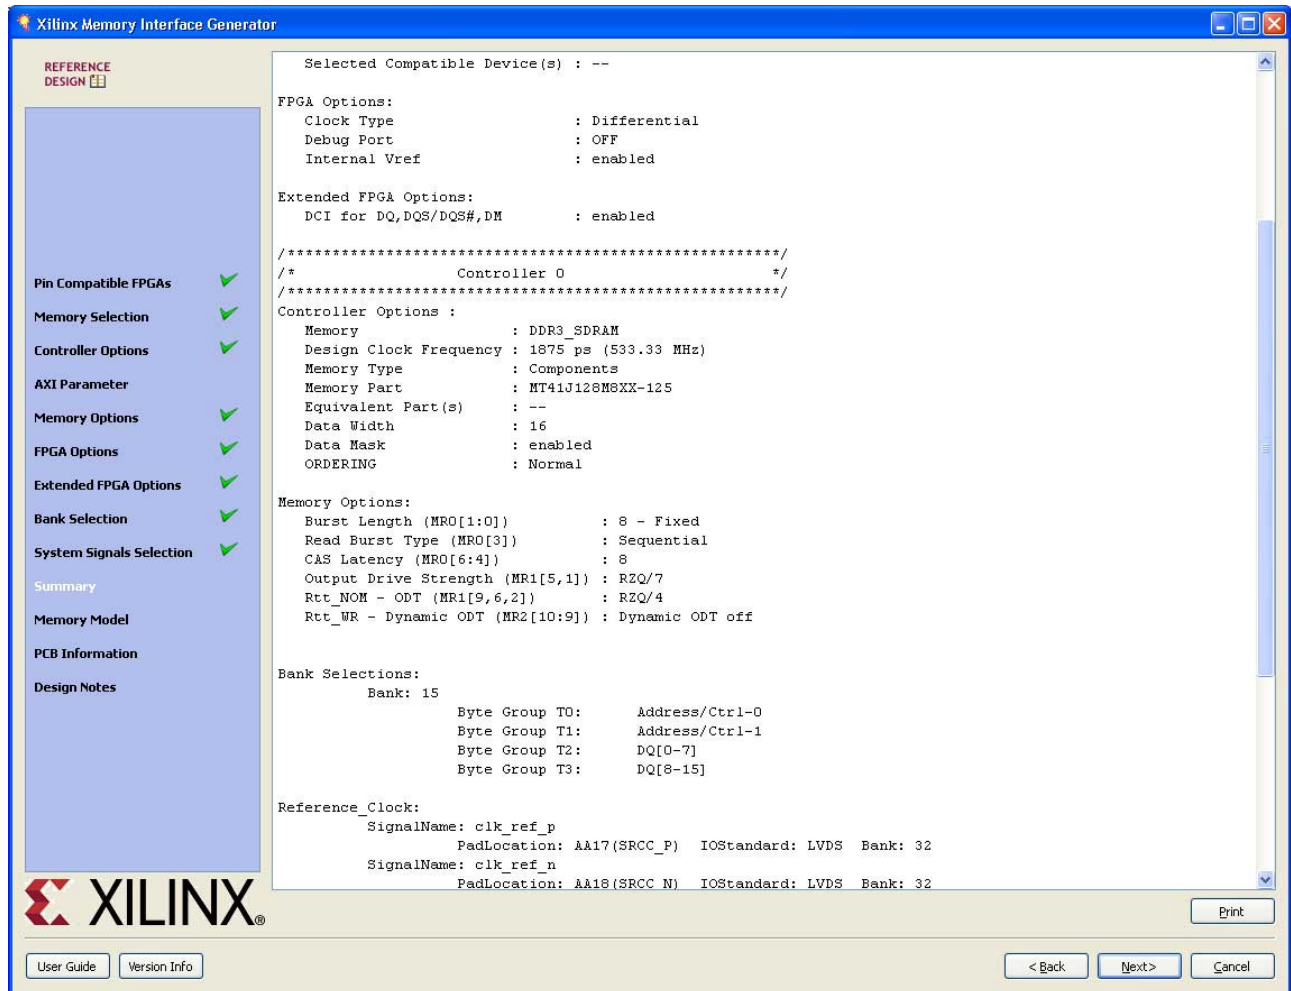 Xilinx Memory Interface Generator
REFERENCE
DESIGN
Pin Compatible FPGAs
Memory Selection
Controller Options
AXI Parameter
Memory Options
FPGA Options
Extended FPGA Options
Bank Selection
System Signals Selection
Summary
Memory Model
PCB Information
Design Notes
XILINX®
Selected Compatible Device(s) : --
FPGA Options:
Clock Type : Differential
Debug Port : OFF
Internal Vref : enabled
Extended FPGA Options:
DCI for DQ,DQS/DQS#,DM : enabled
/*******************************************************/
/* Controller 0 */
/*******************************************************/
Controller Options :
Memory : DDR3_SDRAM
Design Clock Frequency : 1875 ps (533.33 MHz)
Memory Type : Components
Memory Part : MT41J128M8XX-125
Equivalent Part(s) : --
Data Width : 16
Data Mask : enabled
ORDERING : Normal
Memory Options:
Burst Length (MR0[1:0]) : 8 - Fixed
Read Burst Type (MR0[3]) : Sequential
CAS Latency (MR0[6:4]) : 8
Output Drive Strength (MR1[5,1]) : RZQ/7
Rtt_NOM - ODT (MR1[9,6,2]) : RZQ/4
Rtt_WR - Dynamic ODT (MR2[10:9]) : Dynamic ODT off
Bank Selections:
Bank: 15
Byte Group T0: Address/Ctrl-0
Byte Group T1: Address/Ctrl-1
Byte Group T2: DQ[0-7]
Byte Group T3: DQ[8-15]
Reference_Clock:
SignalName: clk_ref_p
PadLocation: AA17(SRCC_P) IOStandard: LVDS Bank: 32
SignalName: clk_ref_n
PadLocation: AA18(SRCC_N) IOStandard: LVDS Bank: 32
Print
User Guide
Version Info
< Back
Next>
Cancel